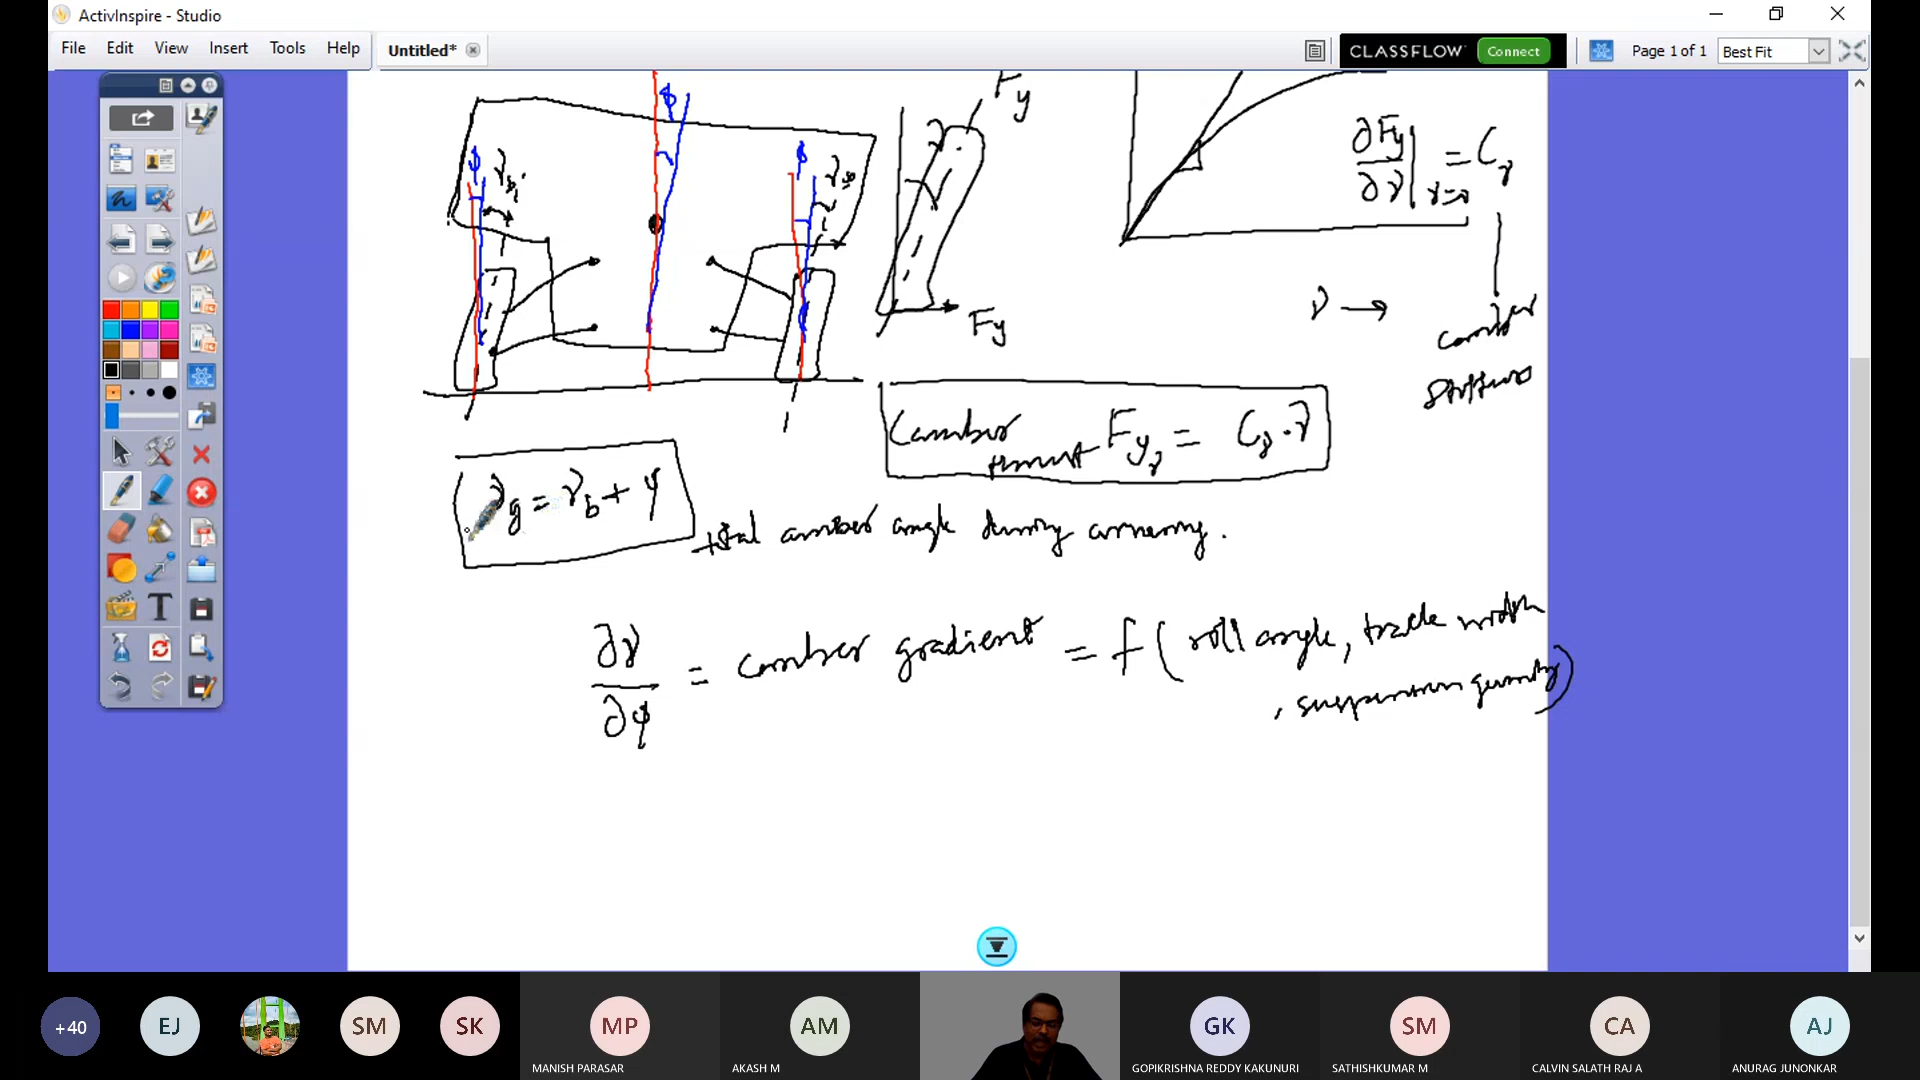 ActivInspire - Studio
File Edit View Insert Tools Help
Untitled*
CLASSFLOW Connect
Page 1 of 1 Best Fit
Fy
ϕ
ϕ
γb
ϕ
γ
∂Fy/∂γ|γ=0 = Cγ
Fy
γ →
camber
stiffness
Camber
thrust Fyγ = Cγ·γ
γg = γb + φ
total camber angle during cornering.
∂γ/∂φ = camber gradient = f (roll angle, track width
, suspension geometry)
T
+40
EJ
SM
SK
MP
AM
GK
SM
CA
AJ
MANISH PARASAR
AKASH M
GOPIKRISHNA REDDY KAKUNURI
SATHISHKUMAR M
CALVIN SALATH RAJ A
ANURAG JUNONKAR